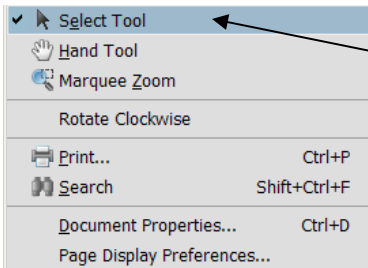 Select Tool
Hand Tool
Marquee Zoom
Rotate Clockwise
Print... Ctrl+P
Search Shift+Ctrl+F
Document Properties... Ctrl+D
Page Display Preferences...